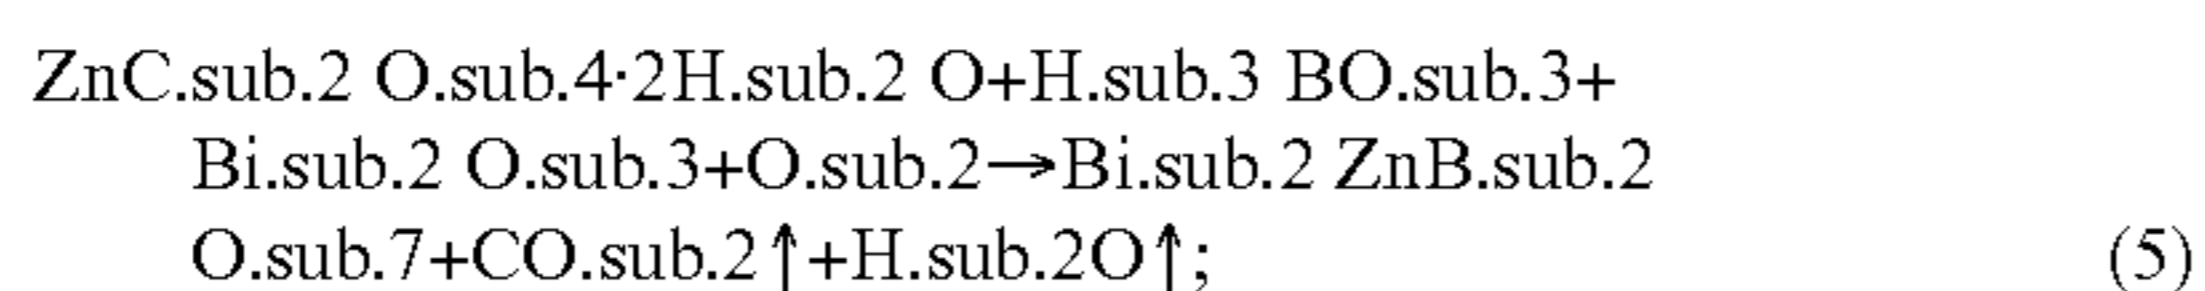 ZnC.sub.2 O.sub.4·2H.sub.2 O+H.sub.3 BO.sub.3+
Bi.sub.2 O.sub.3+O.sub.2→Bi.sub.2 ZnB.sub.2
O.sub.7+CO.sub.2↑+H.sub.2O↑; (5)